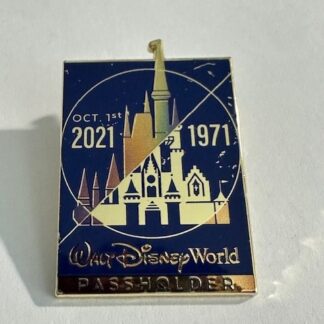 OCT. 1st
2021 1971
Walt Disney World
PASSHOLDER